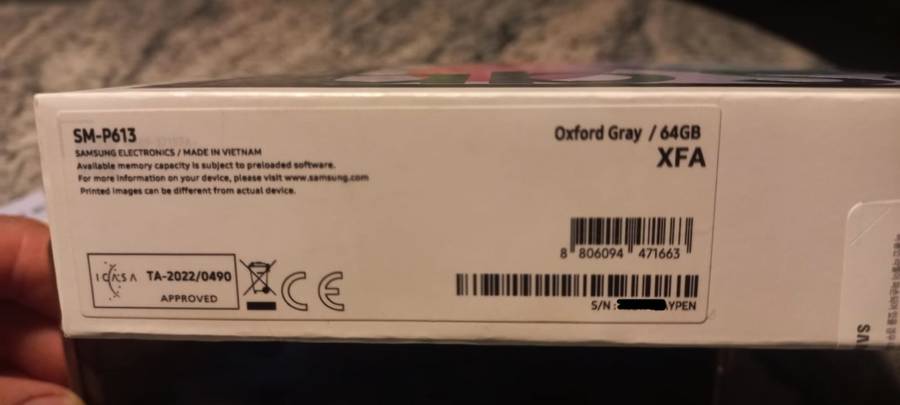 SM-P613
SAMSUNG ELECTRONICS / MADE IN VIETNAM
Available memory capacity is subject to preloaded software.
For more information on your device, please visit www.samsung.com
Printed images can be different from actual device.
Oxford Gray / 64GB
XFA
8 806094 471663
ICASA TA-2022/0490
APPROVED
CE
S/N : YPEN